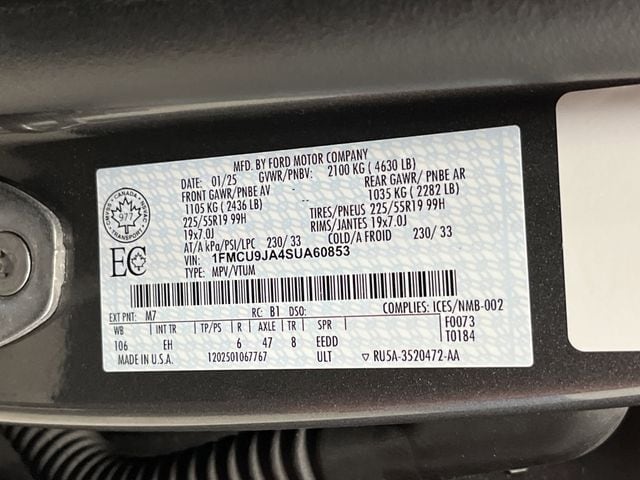 MFD. BY FORD MOTOR COMPANY
DATE: 01/25 GVWR/PNBV: 2100 KG ( 4630 LB)
FRONT GAWR/PNBE AV REAR GAWR/PNBE AR
1105 KG ( 2436 LB) 1035 KG ( 2282 LB)
225/55R19 99H TIRES/PNEUS 225/55R19 99H
19x7.0J RIMS/JANTES 19x7.0J
AT/A kPa/PSI/LPC 230/ 33 COLD/A FROID 230/ 33
VIN: 1FMCU9JA4SUA60853
TYPE: MPV/VTUM
CANADA
977
TRANSPORT
EC
EXT PNT: M7 RC: B1 DSO: COMPLIES: ICES/NMB-002
WB INT TR TP/PS R AXLE TR SPR F0073
106 EH 6 47 8 EEDD T0184
MADE IN U.S.A. 1202501067767 ULT ▽ RU5A-3520472-AA